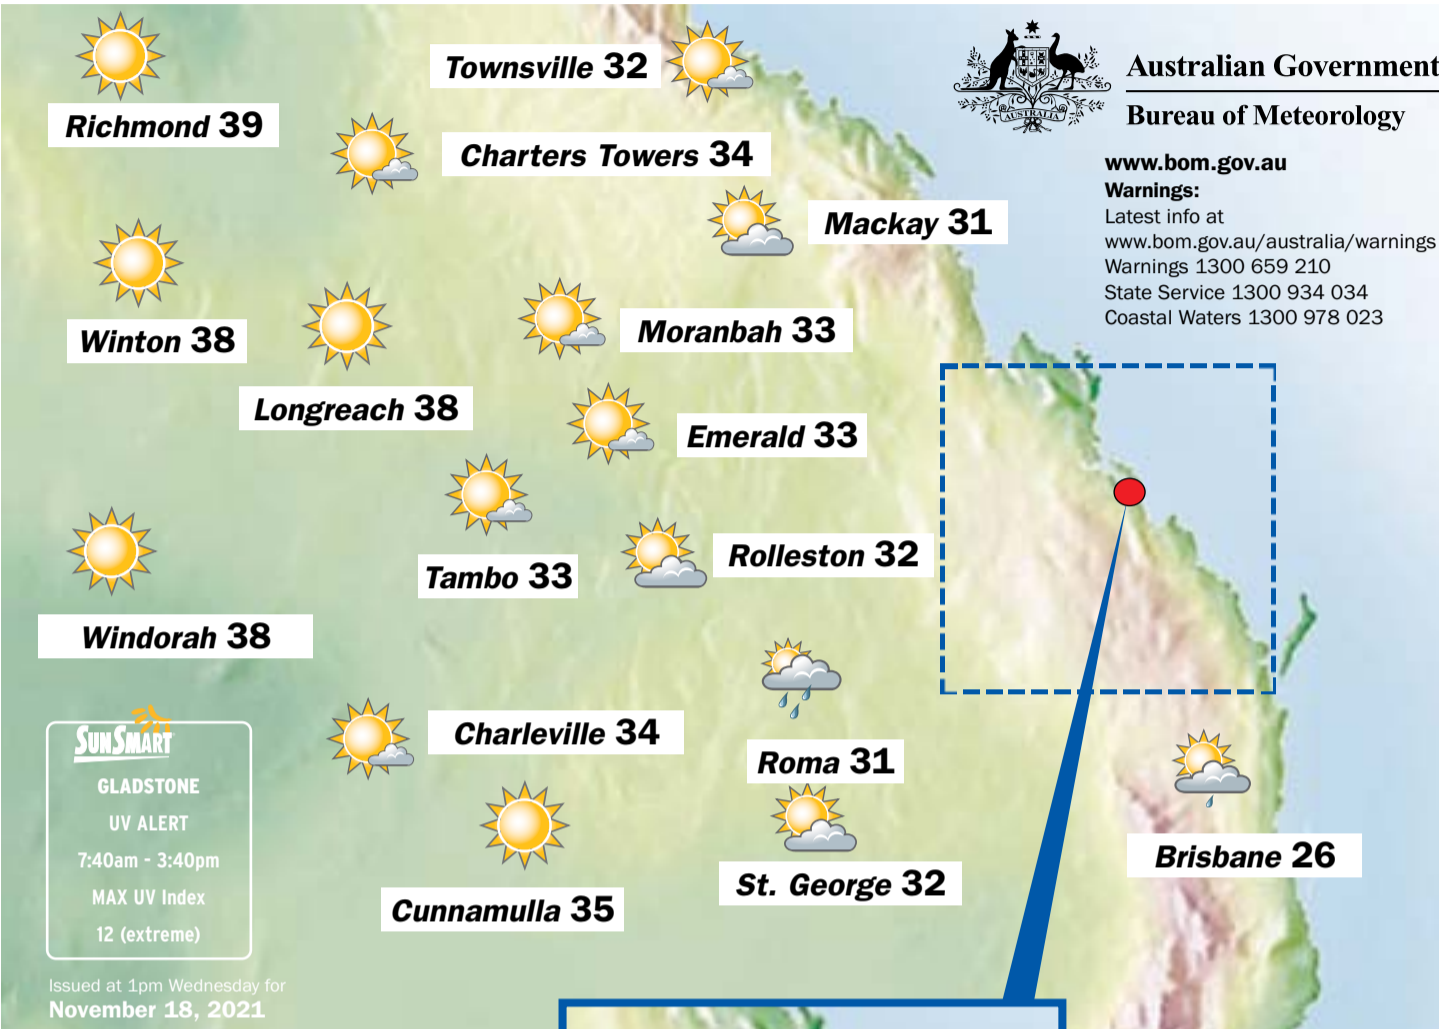 Richmond 39
Townsville 32
Charters Towers 34
Mackay 31
Winton 38
Longreach 38
Moranbah 33
Emerald 33
Tambo 33
Rolleston 32
Windorah 38
Charleville 34
Roma 31
Cunnamulla 35
St. George 32
Brisbane 26
AUSTRALIA
Australian Government
Bureau of Meteorology
www.bom.gov.au
Warnings:
Latest info at
www.bom.gov.au/australia/warnings
Warnings 1300 659 210
State Service 1300 934 034
Coastal Waters 1300 978 023
SUNSMART
GLADSTONE
UV ALERT
7:40am - 3:40pm
MAX UV Index
12 (extreme)
Issued at 1pm Wednesday for
November 18, 2021